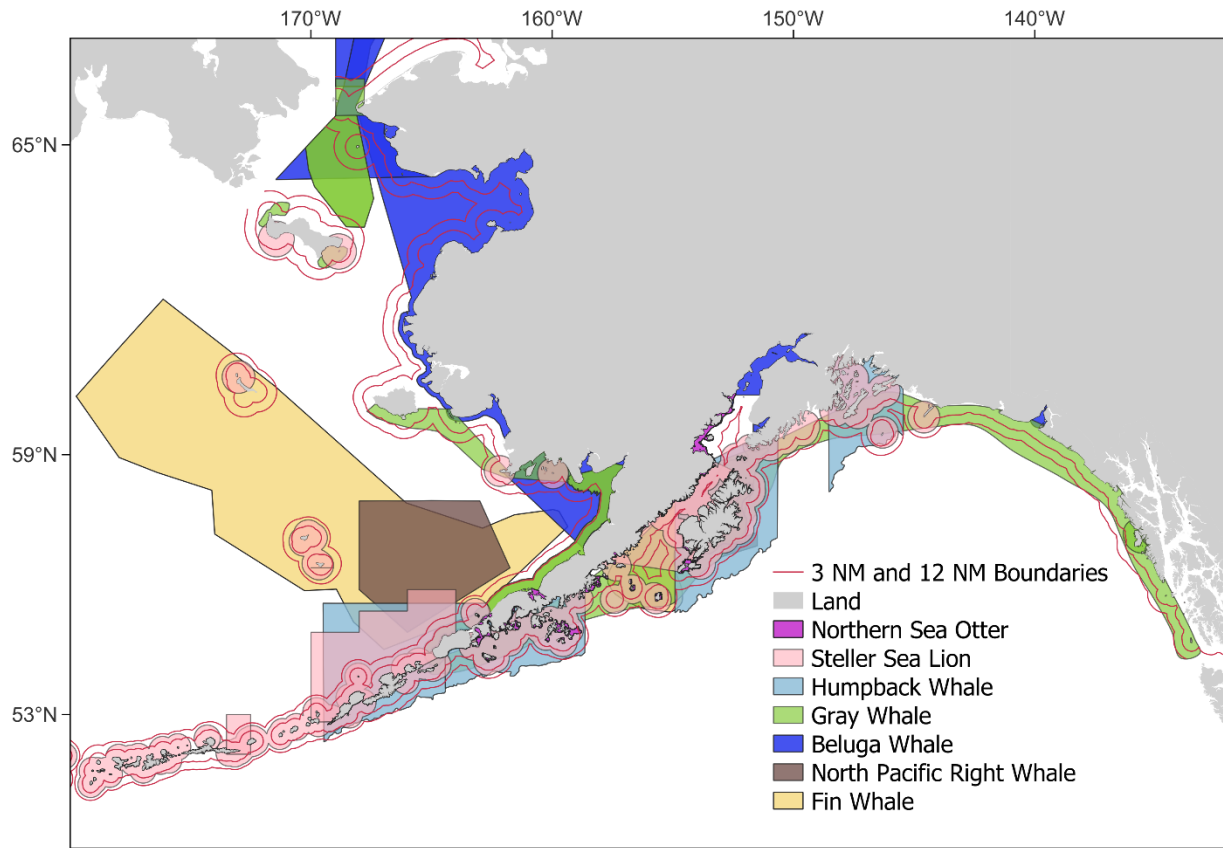 170°W 160°W 150°W 140°W
65°N
59°N
53°N
3 NM and 12 NM Boundaries
Land
Northern Sea Otter
Steller Sea Lion
Humpback Whale
Gray Whale
Beluga Whale
North Pacific Right Whale
Fin Whale